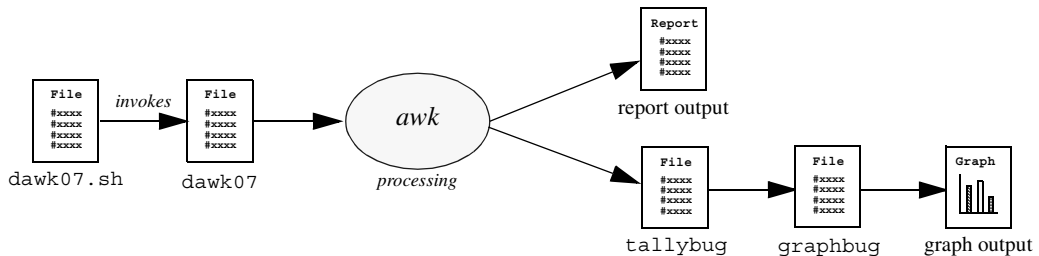 File
#xxxx
#xxxx
#xxxx
#xxxx
dawk07.sh
invokes
File
#xxxx
#xxxx
#xxxx
#xxxx
dawk07
awk
processing
Report
#xxxx
#xxxx
#xxxx
#xxxx
report output
File
#xxxx
#xxxx
#xxxx
#xxxx
tallybug
File
#xxxx
#xxxx
#xxxx
#xxxx
graphbug
Graph
graph output